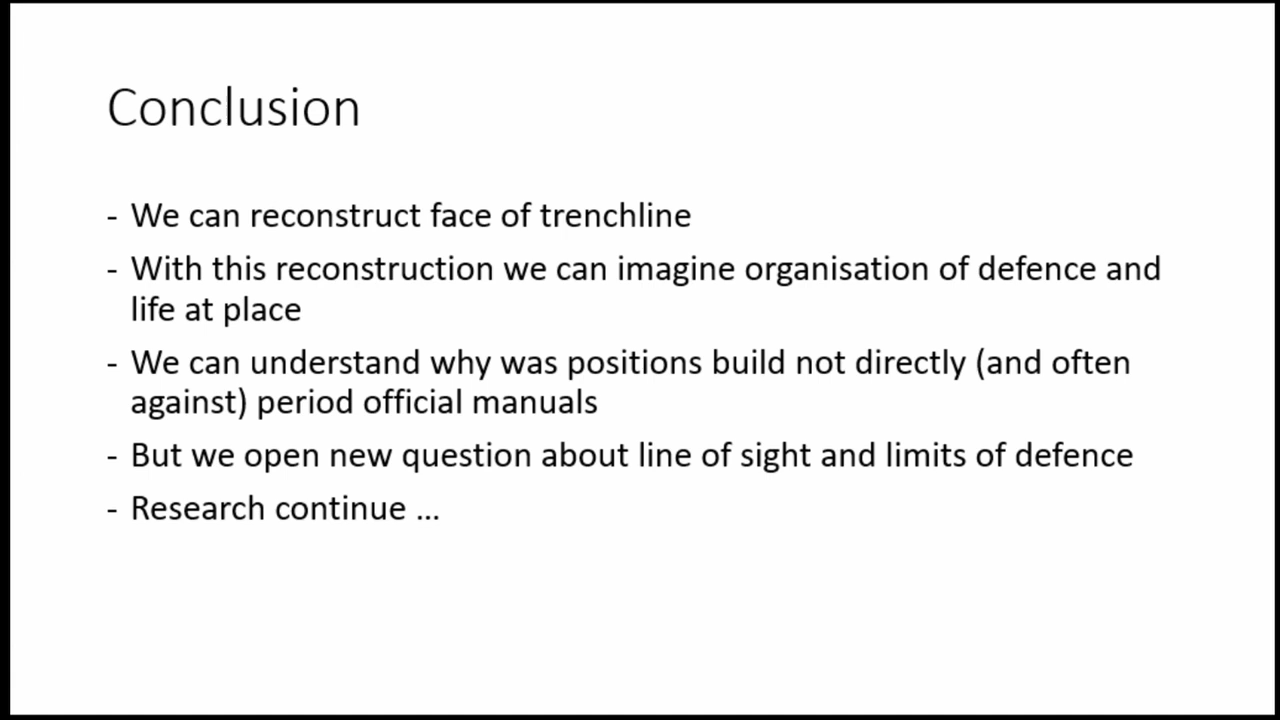 Conclusion
- We can reconstruct face of trenchline
- With this reconstruction we can imagine organisation of defence and
life at place
- We can understand why was positions build not directly (and often
against) period official manuals
- But we open new question about line of sight and limits of defence
- Research continue ...